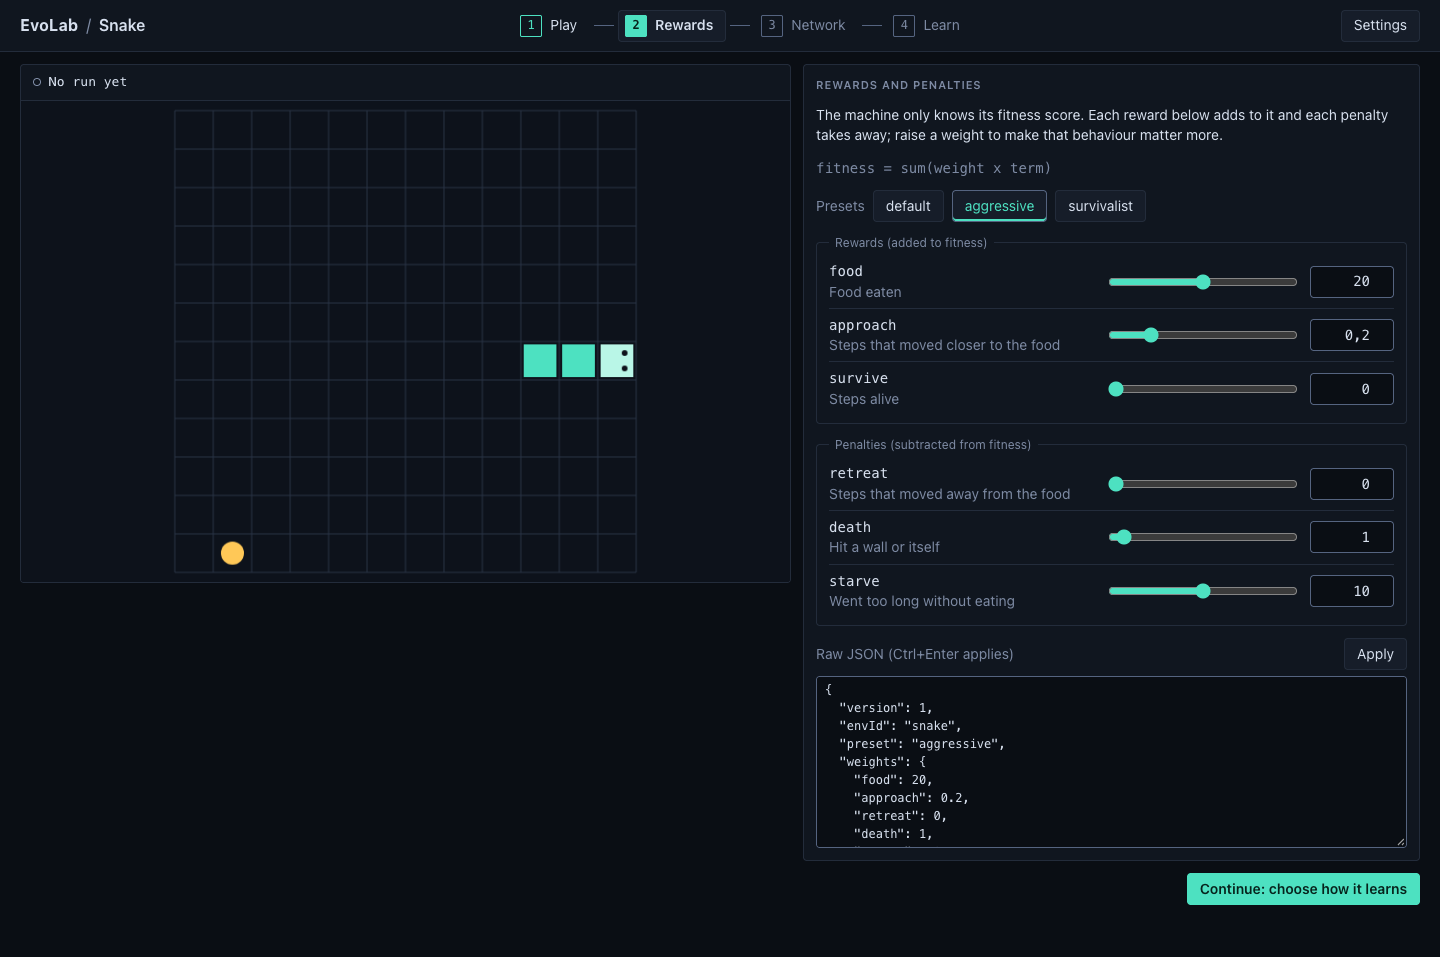 EvoLab / Snake
1 Play
2 Rewards
3 Network
4 Learn
Settings
No run yet
REWARDS AND PENALTIES
The machine only knows its fitness score. Each reward below adds to it and each penalty
takes away; raise a weight to make that behaviour matter more.
fitness = sum(weight x term)
Presets default aggressive survivalist
Rewards (added to fitness)
food
Food eaten
20
approach
Steps that moved closer to the food
0,2
survive
Steps alive
0
Penalties (subtracted from fitness)
retreat
Steps that moved away from the food
0
death
Hit a wall or itself
1
starve
Went too long without eating
10
Raw JSON (Ctrl+Enter applies)
Apply
{
"version": 1,
"envId": "snake",
"preset": "aggressive",
"weights": {
"food": 20,
"approach": 0.2,
"retreat": 0,
"death": 1,
Continue: choose how it learns